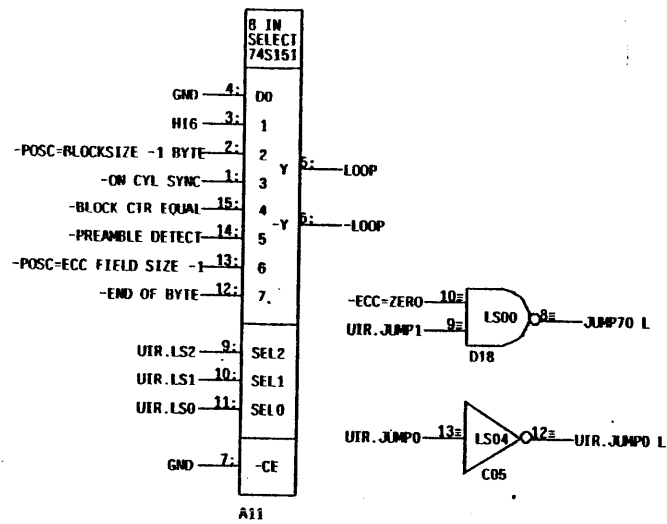 8 IN
SELECT
74S151
GND 4: D0
HI6 3: 1
-POSC=BLOCKSIZE -1 BYTE 2: 2
Y 5: LOOP
-ON CYL SYNC 1: 3
-BLOCK CTR EQUAL 15: 4
-Y 6: -LOOP
-PREAMBLE DETECT 14: 5
-POSC=ECC FIELD SIZE -1 13: 6
-END OF BYTE 12: 7
UIR.LS2 9: SEL2
UIR.LS1 10: SEL1
UIR.LS0 11: SEL0
GND 7: -CE
A11
-ECC=ZERO 10=
UIR.JUMP1 9=
LS00 8= JUMP70 L
D18
UIR.JUMP0 13= LS04 12= UIR.JUMP0 L
C05